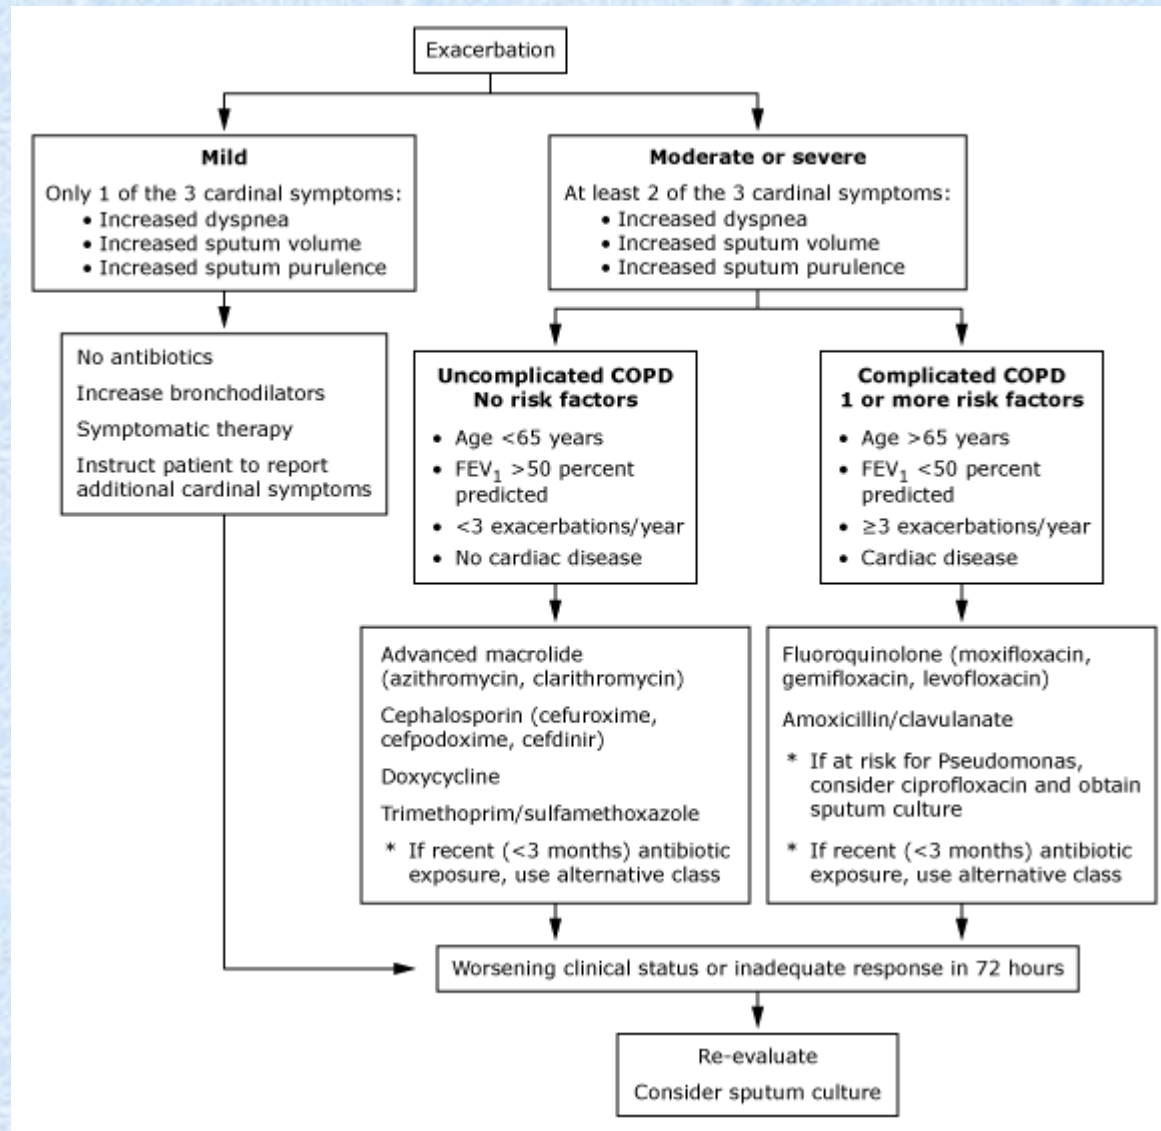 Exacerbation
Mild
Only 1 of the 3 cardinal symptoms:
• Increased dyspnea
• Increased sputum volume
• Increased sputum purulence
Moderate or severe
At least 2 of the 3 cardinal symptoms:
• Increased dyspnea
• Increased sputum volume
• Increased sputum purulence
No antibiotics
Increase bronchodilators
Symptomatic therapy
Instruct patient to report
additional cardinal symptoms
Uncomplicated COPD
No risk factors
• Age <65 years
• FEV1 >50 percent
predicted
• <3 exacerbations/year
• No cardiac disease
Complicated COPD
1 or more risk factors
• Age >65 years
• FEV1 <50 percent
predicted
• ≥3 exacerbations/year
• Cardiac disease
Advanced macrolide
(azithromycin, clarithromycin)
Cephalosporin (cefuroxime,
cefpodoxime, cefdinir)
Doxycycline
Trimethoprim/sulfamethoxazole
* If recent (<3 months) antibiotic
exposure, use alternative class
Fluoroquinolone (moxifloxacin,
gemifloxacin, levofloxacin)
Amoxicillin/clavulanate
* If at risk for Pseudomonas,
consider ciprofloxacin and obtain
sputum culture
* If recent (<3 months) antibiotic
exposure, use alternative class
Worsening clinical status or inadequate response in 72 hours
Re-evaluate
Consider sputum culture